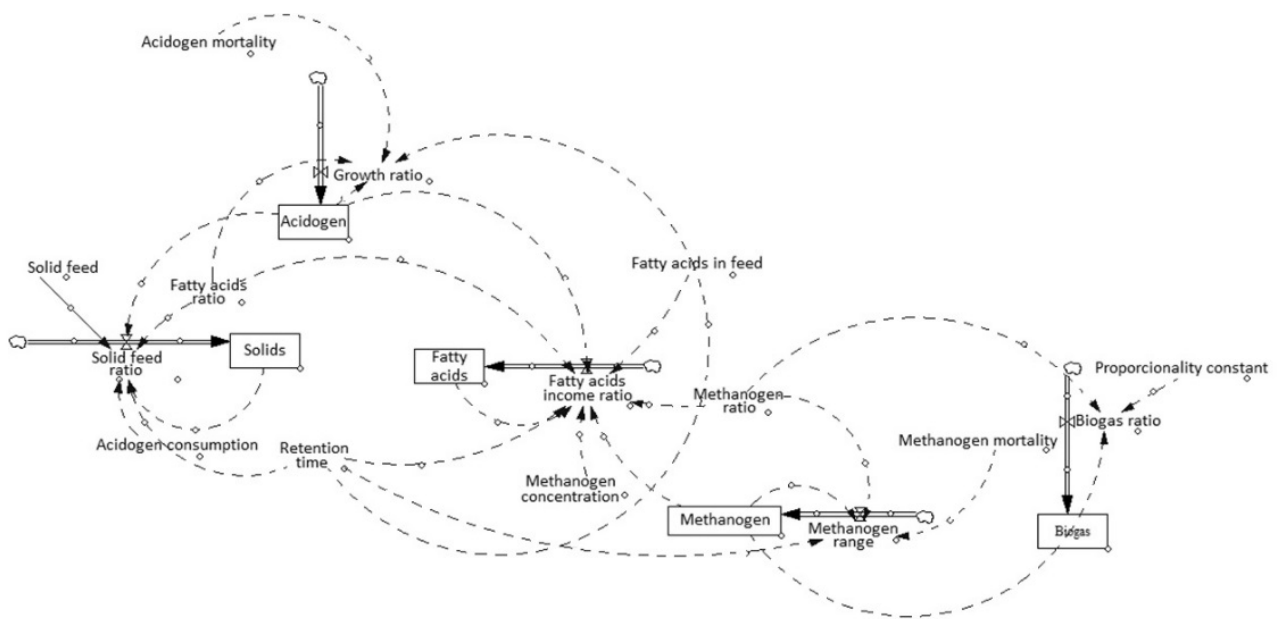 Acidogen mortality
Growth ratio
Acidogen
Solid feed
Fatty acids
ratio
Fatty acids in feed
Solid feed
ratio
Solids
Fatty
acids
Fatty acids
income ratio
Methanogen
ratio
Proporcionality constant
Biogas ratio
Acidogen consumption
Retention
time
Methanogen mortality
Methanogen
concentration
Methanogen
Methanogen
range
Biogas